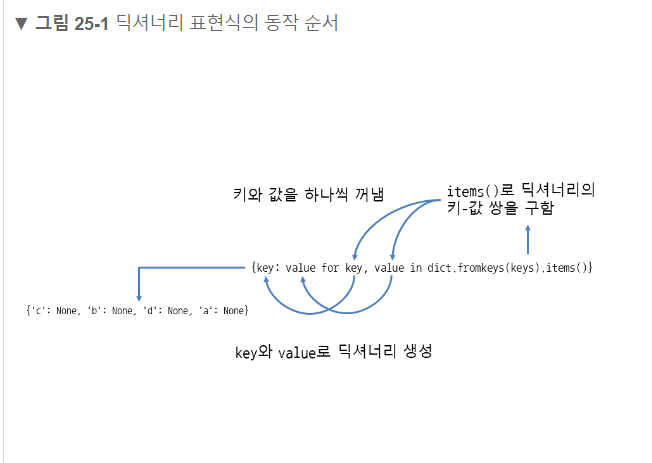 ▼ 그림 25-1 딕셔너리 표현식의 동작 순서
키와 값을 하나씩 꺼냄
items()로 딕셔너리의
키-값 쌍을 구함
{key: value for key, value in dict.fromkeys(keys).items()}
{'c': None, 'b': None, 'd': None, 'a': None}
key와 value로 딕셔너리 생성